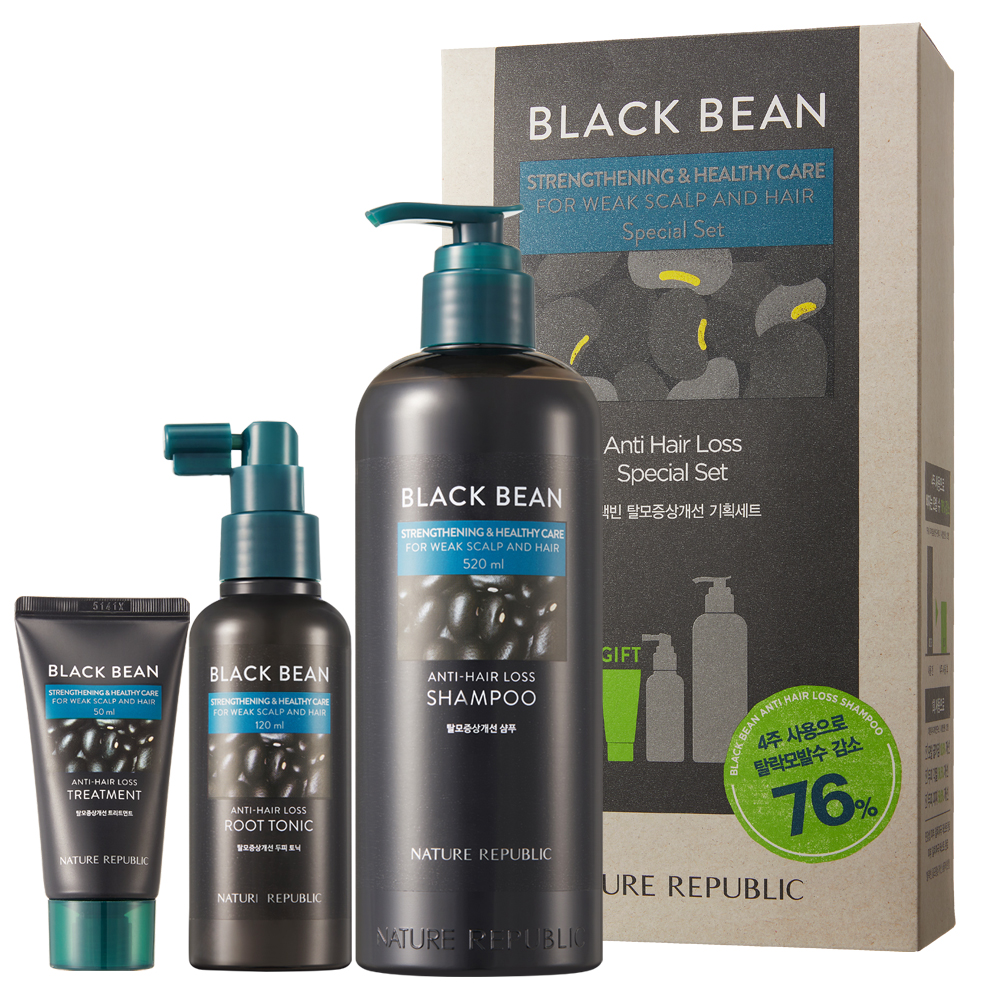 BLACK BEAN
STRENGTHENING & HEALTHY CARE
FOR WEAK SCALP AND HAIR
Special Set
Anti Hair Loss
Special Set
탈모증상개선 기획세트
GIFT
BLACK BEAN ANTI HAIR LOSS SHAMPOO
4주 사용으로
탈락모발수 감소
76%
REPUBLIC
BLACK BEAN
STRENGTHENING & HEALTHY CARE
FOR WEAK SCALP AND HAIR
520 ml
ANTI-HAIR LOSS
SHAMPOO
탈모증상개선 샴푸
NATURE REPUBLIC
NATURE REPUBLIC
BLACK BEAN
STRENGTHENING & HEALTHY CARE
FOR WEAK SCALP AND HAIR
120 ml
ANTI-HAIR LOSS
ROOT TONIC
탈모증상개선 두피 토닉
NATURE REPUBLIC
5141X
BLACK BEAN
STRENGTHENING & HEALTHY CARE
FOR WEAK SCALP AND HAIR
50 ml
ANTI-HAIR LOSS
TREATMENT
탈모증상개선 트리트먼트
NATURE REPUBLIC